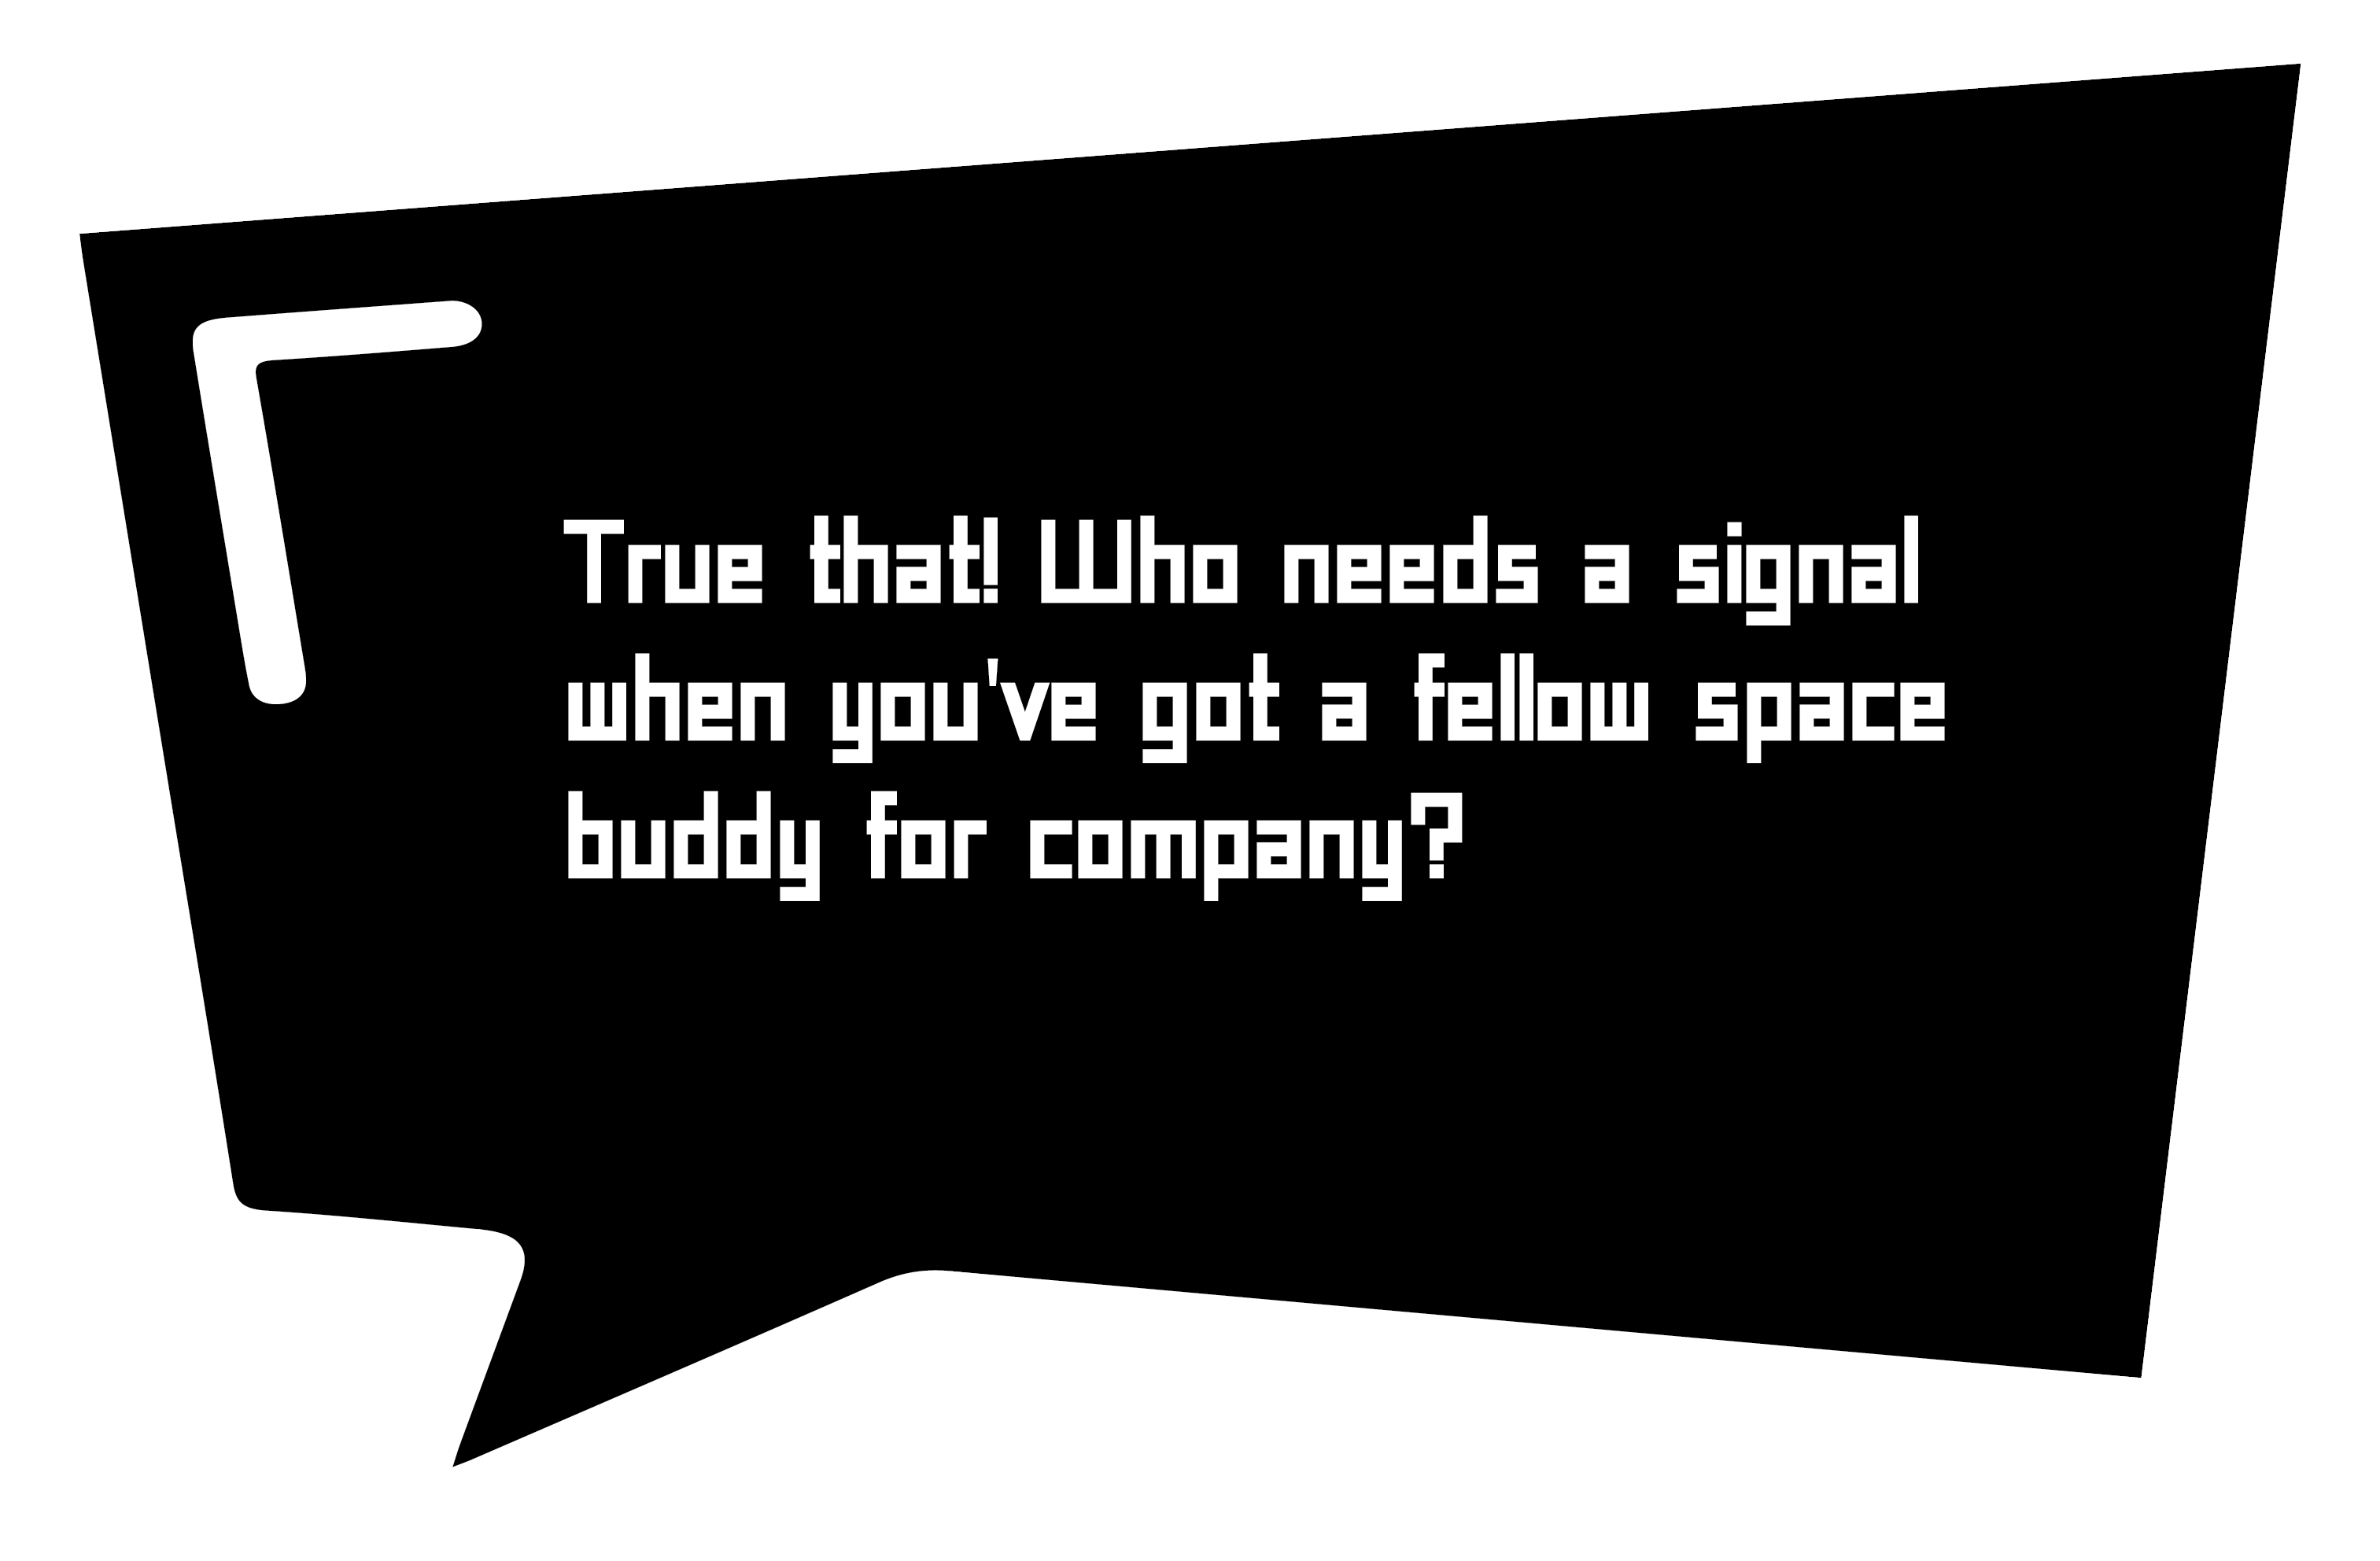 True that! Who needs a signal
when you've got a fellow space
buddy for company?